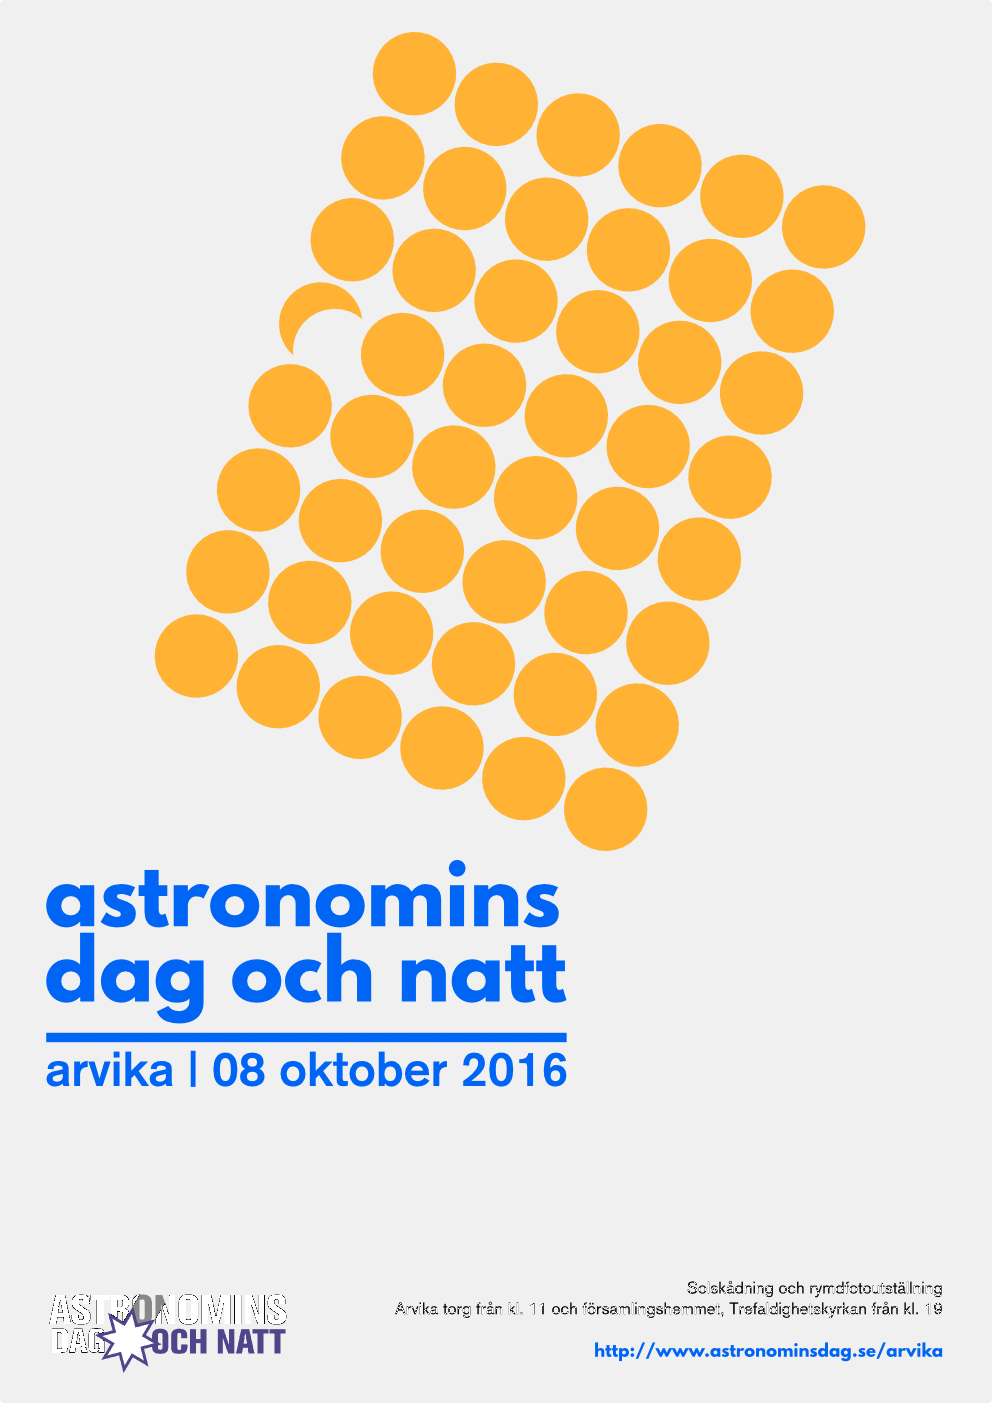 astronomins
dag och natt
arvika | 08 oktober 2016
Solskådning och rymdfotoutställning
Arvika torg från kl. 11 och församlingshemmet, Trefaldighetskyrkan från kl. 19
http://www.astronominsdag.se/arvika
ASTRONOMINS
DAG OCH NATT